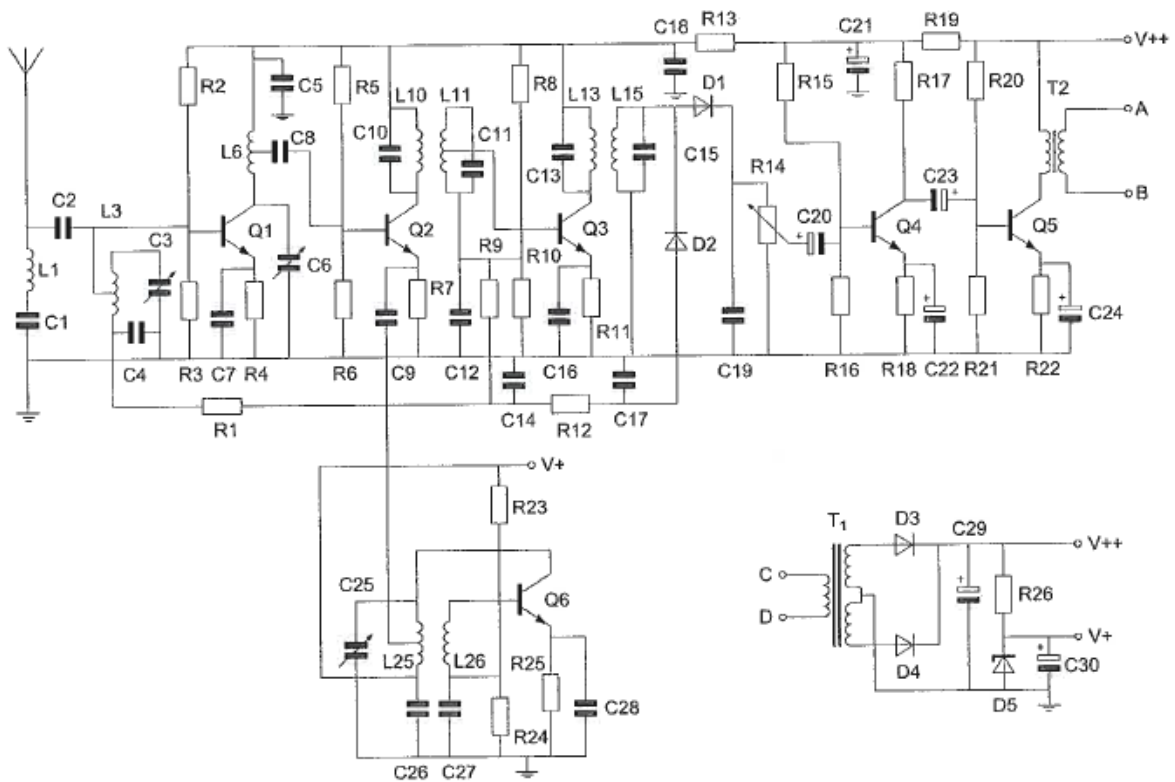 C18 R13 C21 R19 V++
R2 C5 R5 L10 L11 R8 L13 L15 D1 R15 R17 R20 T2
C8 C10 C11 A
L6 C13 C15 R14 C23
C2 L3 C20 B
C3 Q1 Q2 Q3 D2 Q4 Q5
L1 C6 R9 R10
R7
C1 R11 C24
C4 R3 C7 R4 R6 C9 C12 C16 C19 R16 R18 C22 R21 R22
R1 C14 R12 C17
V+
R23
T1 D3 C29 V++
C25 Q6 C
R26
L25 L26 R25 D V+
D4 C30
R24 C28 D5
C26 C27